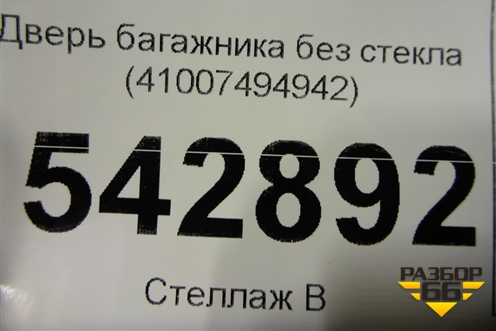 Дверь багажника без стекла
(41007494942)
542892
Стеллаж В
РАЗБОР
66